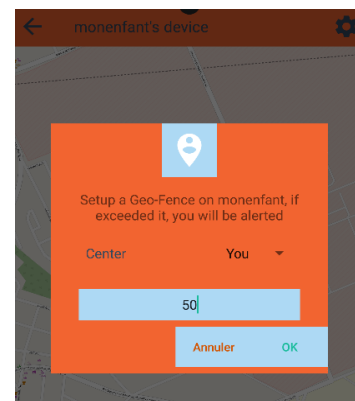 monenfant's device
Setup a Geo-Fence on monenfant, if
exceeded it, you will be alerted
Center You
50
Annuler OK